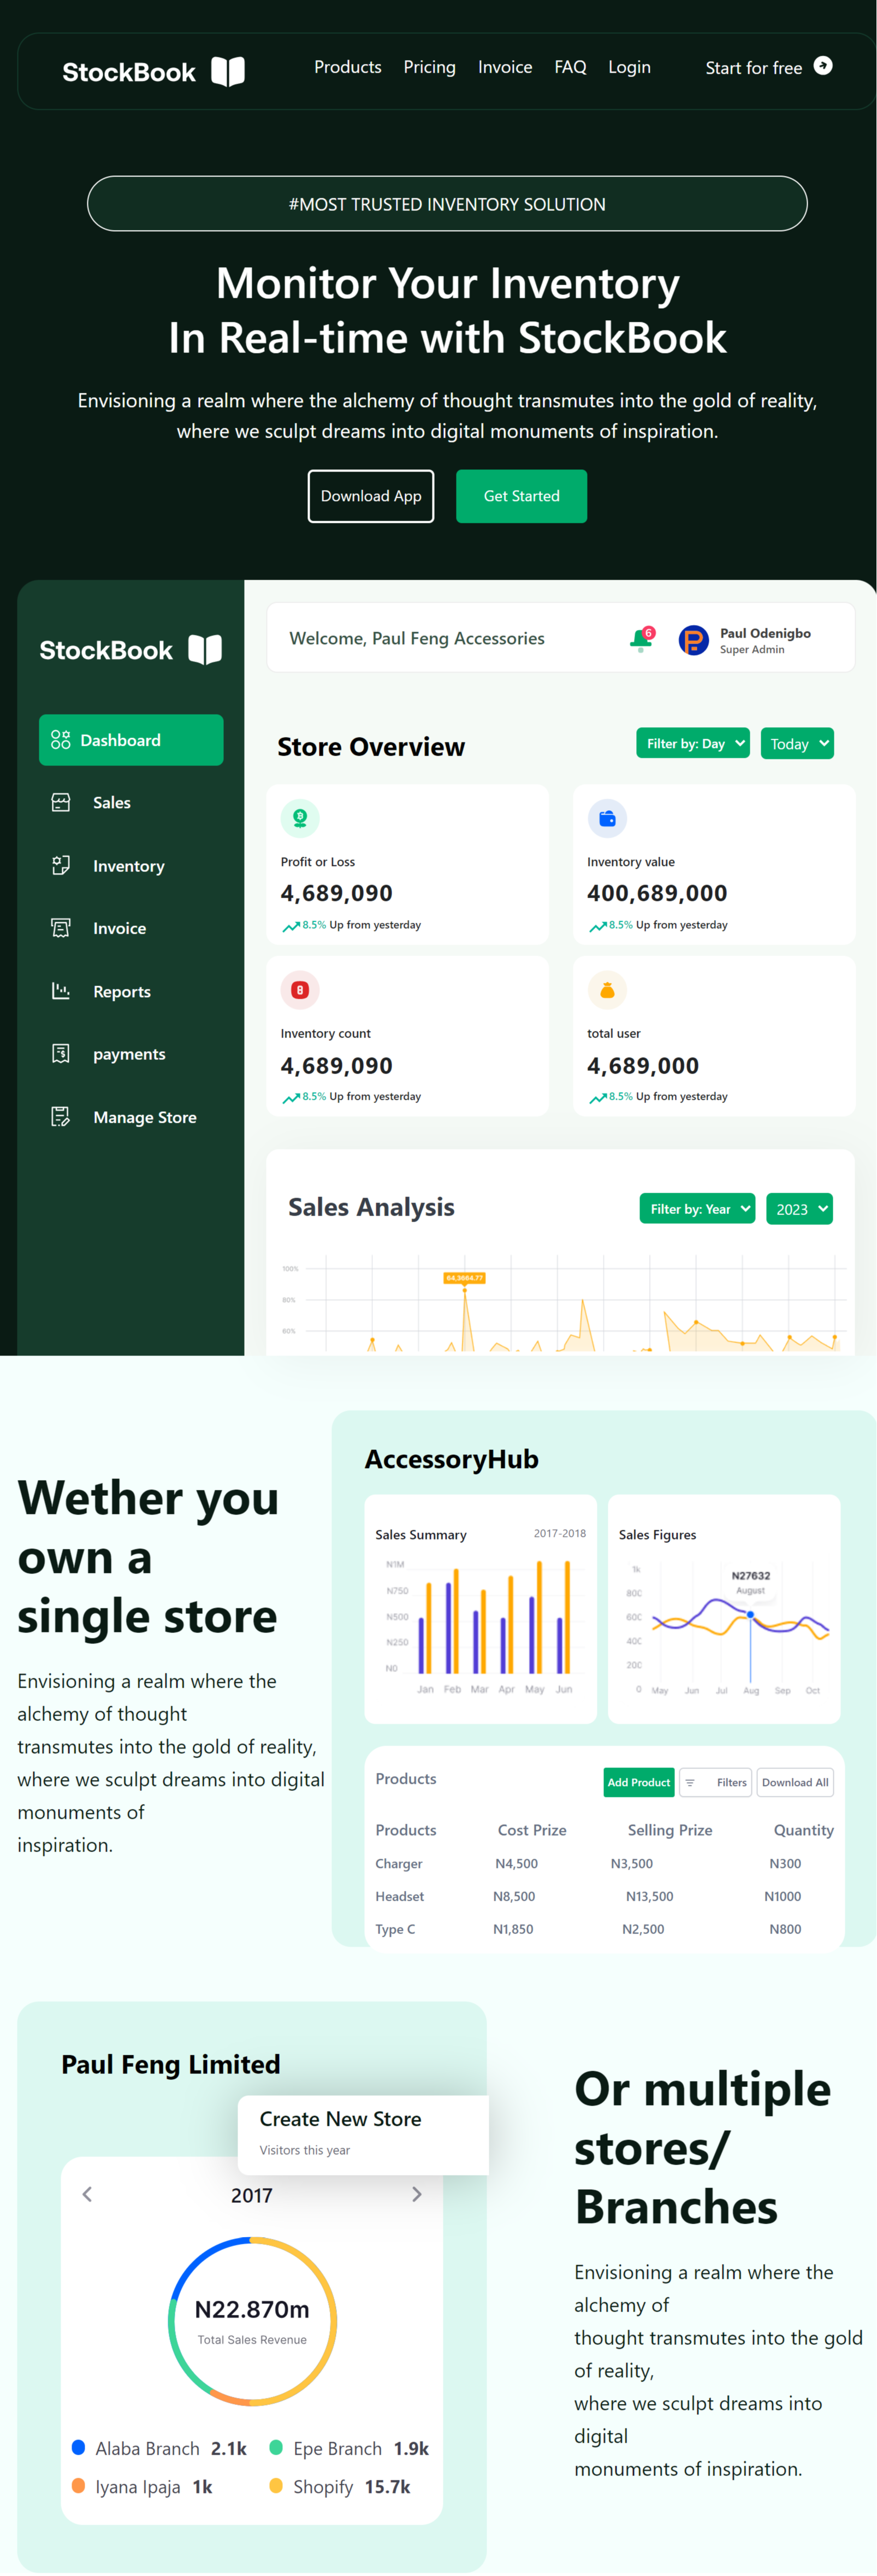 StockBook
Products Pricing Invoice FAQ Login
Start for free
#MOST TRUSTED INVENTORY SOLUTION
Monitor Your Inventory
In Real-time with StockBook
Envisioning a realm where the alchemy of thought transmutes into the gold of reality,
where we sculpt dreams into digital monuments of inspiration.
Download App
Get Started
StockBook
Dashboard
Sales
Inventory
Invoice
Reports
payments
Manage Store
Welcome, Paul Feng Accessories
6
Paul Odenigbo
Super Admin
Store Overview
Filter by: Day
Today
Profit or Loss
4,689,090
8.5% Up from yesterday
Inventory value
400,689,000
8.5% Up from yesterday
Inventory count
4,689,090
8.5% Up from yesterday
total user
4,689,000
8.5% Up from yesterday
Sales Analysis
Filter by: Year
2023
100%
64,3664.77
80%
60%
Wether you
own a
single store
Envisioning a realm where the
alchemy of thought
transmutes into the gold of reality,
where we sculpt dreams into digital
monuments of
inspiration.
AccessoryHub
Sales Summary
2017-2018
N1M
N750
N500
N250
N0
Jan Feb Mar Apr May Jun
Sales Figures
1k
N27632
August
800
600
400
200
0
May Jun Jul Aug Sep Oct
Products
Add Product
Filters
Download All
Products Cost Prize Selling Prize Quantity
Charger N4,500 N3,500 N300
Headset N8,500 N13,500 N1000
Type C N1,850 N2,500 N800
Paul Feng Limited
Create New Store
Visitors this year
2017
N22.870m
Total Sales Revenue
Alaba Branch 2.1k
Epe Branch 1.9k
Iyana Ipaja 1k
Shopify 15.7k
Or multiple
stores/
Branches
Envisioning a realm where the
alchemy of
thought transmutes into the gold
of reality,
where we sculpt dreams into
digital
monuments of inspiration.